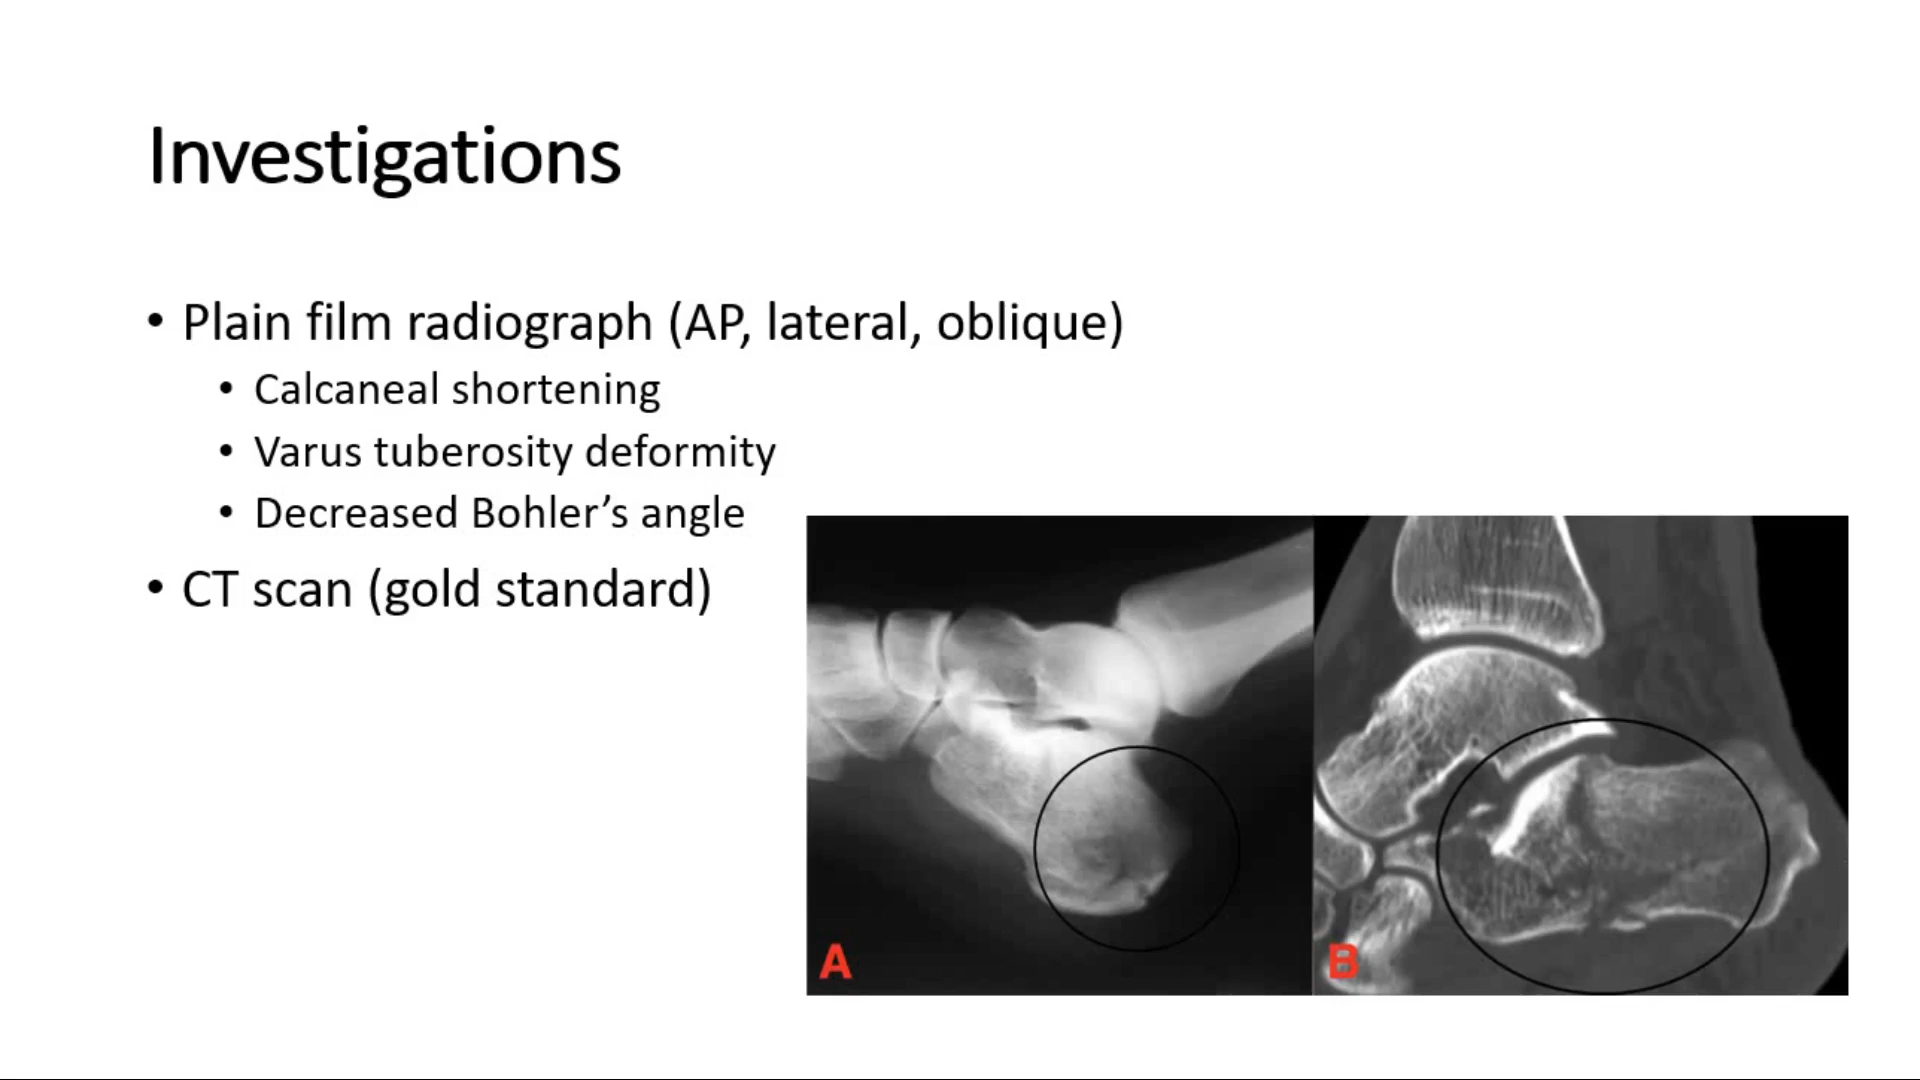 Investigations
• Plain film radiograph (AP, lateral, oblique)
• Calcaneal shortening
• Varus tuberosity deformity
• Decreased Bohler’s angle
• CT scan (gold standard)
A
B